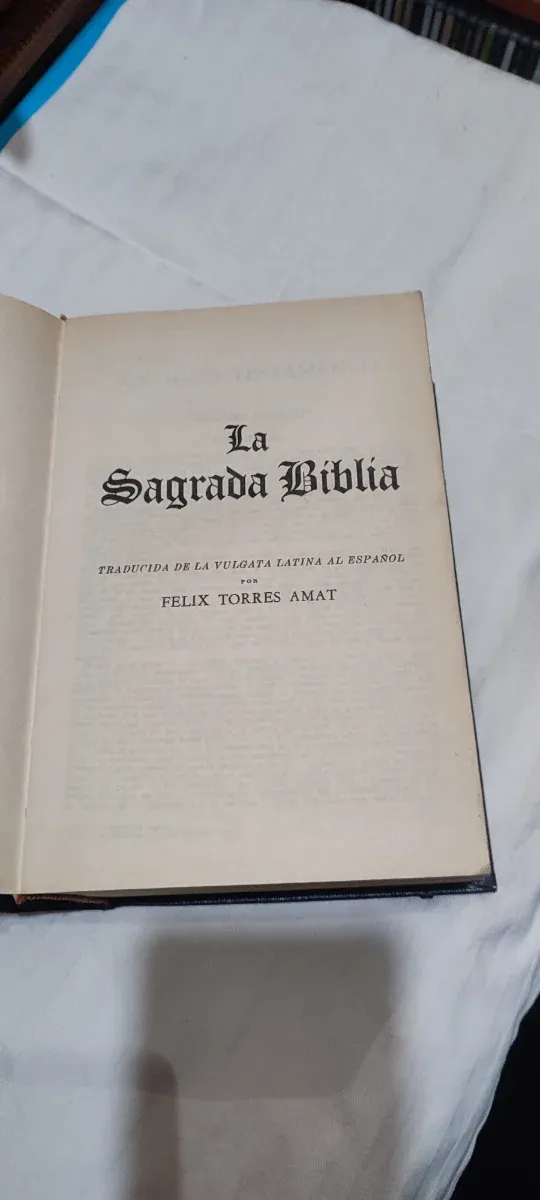 La
Sagrada Biblia
TRADUCIDA DE LA VULGATA LATINA AL ESPAÑOL
POR
FELIX TORRES AMAT